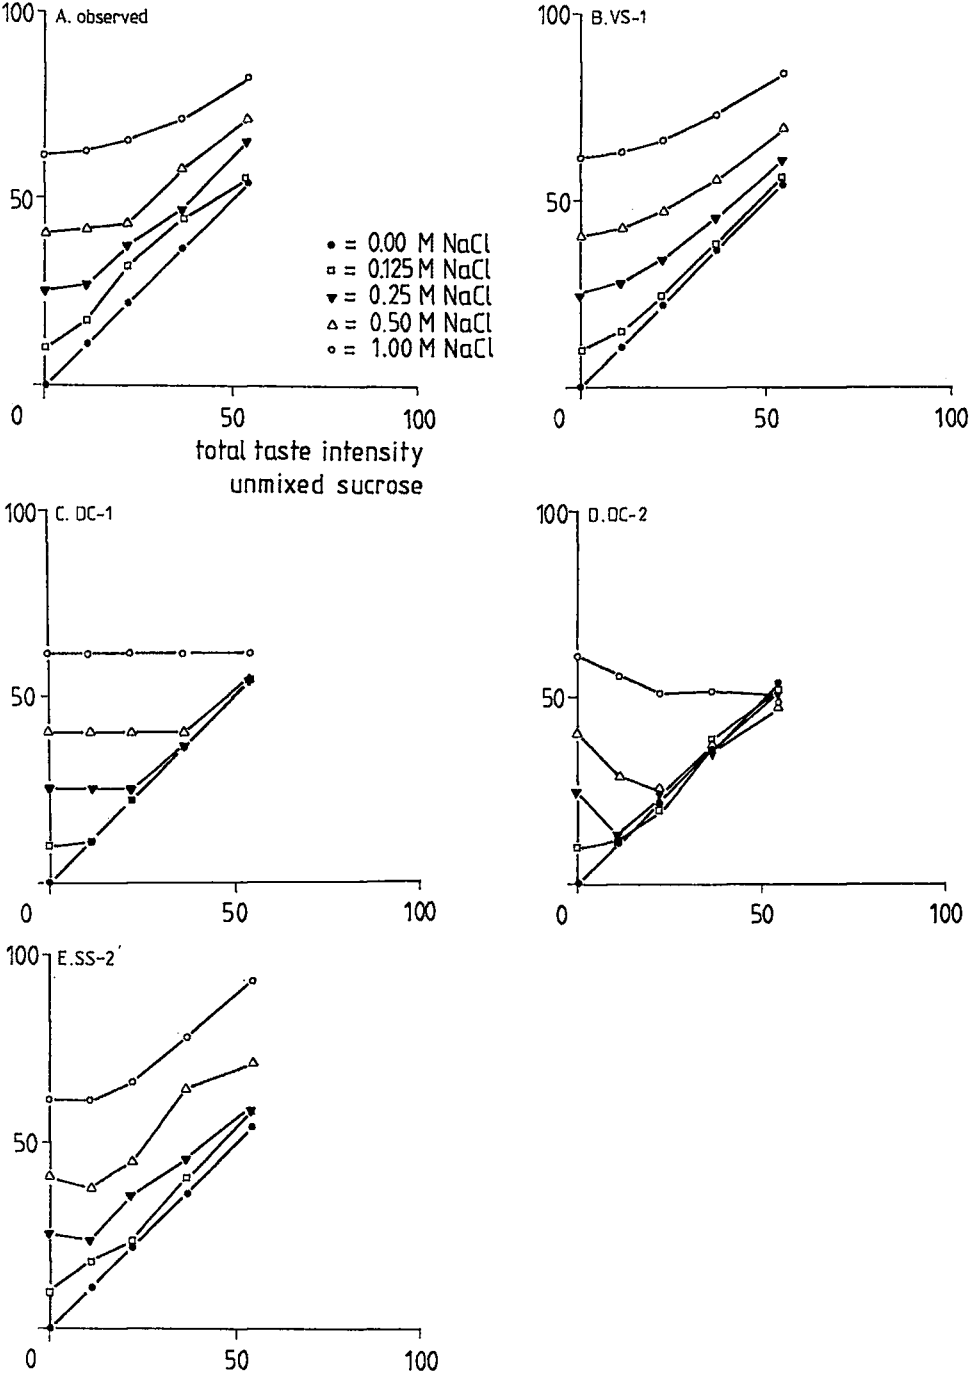 100
A. observed
50
0
50
100
• = 0.00 M NaCl
□ = 0.125 M NaCl
▼ = 0.25 M NaCl
△ = 0.50 M NaCl
○ = 1.00 M NaCl
total taste intensity
unmixed sucrose
100
B. VS-1
50
0
50
100
100
C. DC-1
50
0
50
100
100
D. DC-2
50
0
50
100
100
E. SS-2'
50
0
50
100